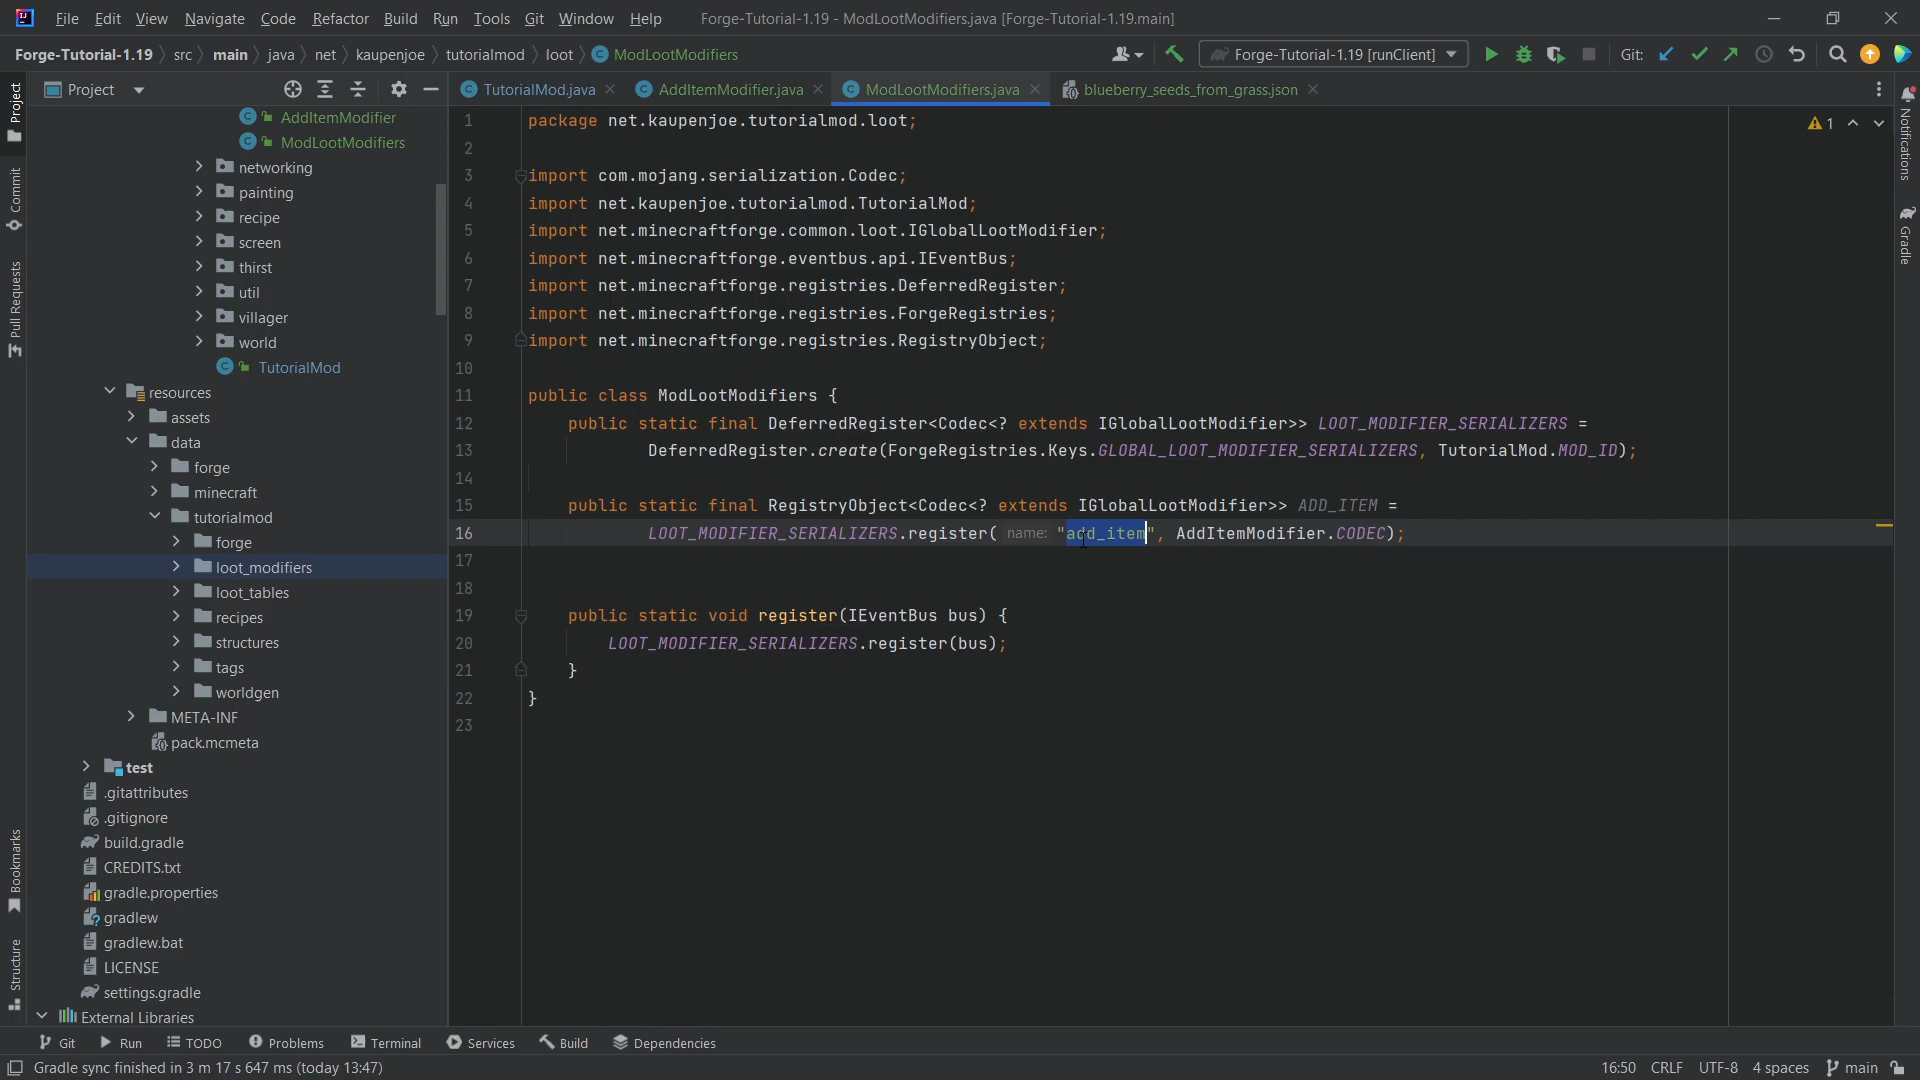 File Edit View Navigate Code Refactor Build Run Tools Git Window Help Forge-Tutorial-1.19 - ModLootModifiers.java [Forge-Tutorial-1.19.main]
Forge-Tutorial-1.19 src main java net kaupenjoe tutorialmod loot ModLootModifiers Forge-Tutorial-1.19 [runClient] Git:
Project
TutorialMod.java AddItemModifier.java ModLootModifiers.java blueberry_seeds_from_grass.json
Project
Commit
Pull Requests
Bookmarks
Structure
AddItemModifier
ModLootModifiers
networking
painting
recipe
screen
thirst
util
villager
world
TutorialMod
resources
assets
data
forge
minecraft
tutorialmod
forge
loot_modifiers
loot_tables
recipes
structures
tags
worldgen
META-INF
pack.mcmeta
test
.gitattributes
.gitignore
build.gradle
CREDITS.txt
gradle.properties
gradlew
gradlew.bat
LICENSE
settings.gradle
External Libraries
1 package net.kaupenjoe.tutorialmod.loot;
2
3 import com.mojang.serialization.Codec;
4 import net.kaupenjoe.tutorialmod.TutorialMod;
5 import net.minecraftforge.common.loot.IGlobalLootModifier;
6 import net.minecraftforge.eventbus.api.IEventBus;
7 import net.minecraftforge.registries.DeferredRegister;
8 import net.minecraftforge.registries.ForgeRegistries;
9 import net.minecraftforge.registries.RegistryObject;
10
11 public class ModLootModifiers {
12 public static final DeferredRegister<Codec<? extends IGlobalLootModifier>> LOOT_MODIFIER_SERIALIZERS =
13 DeferredRegister.create(ForgeRegistries.Keys.GLOBAL_LOOT_MODIFIER_SERIALIZERS, TutorialMod.MOD_ID);
14
15 public static final RegistryObject<Codec<? extends IGlobalLootModifier>> ADD_ITEM =
16 LOOT_MODIFIER_SERIALIZERS.register( name: "add_item", AddItemModifier.CODEC);
17
18
19 public static void register(IEventBus bus) {
20 LOOT_MODIFIER_SERIALIZERS.register(bus);
21 }
22 }
23
1
Notifications
Gradle
Git Run TODO Problems Terminal Services Build Dependencies
Gradle sync finished in 3 m 17 s 647 ms (today 13:47) 16:50 CRLF UTF-8 4 spaces main